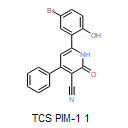 Br
OH
NH
O
N
TCS PIM-1 1